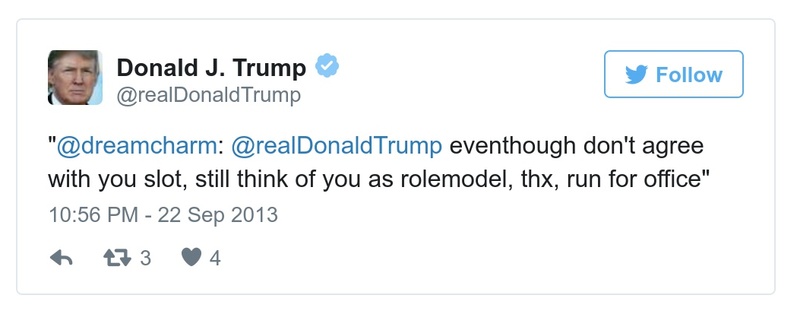 Donald J. Trump
@realDonaldTrump
Follow
"@dreamcharm: @realDonaldTrump eventhough don't agree
with you slot, still think of you as rolemodel, thx, run for office"
10:56 PM - 22 Sep 2013
3 4